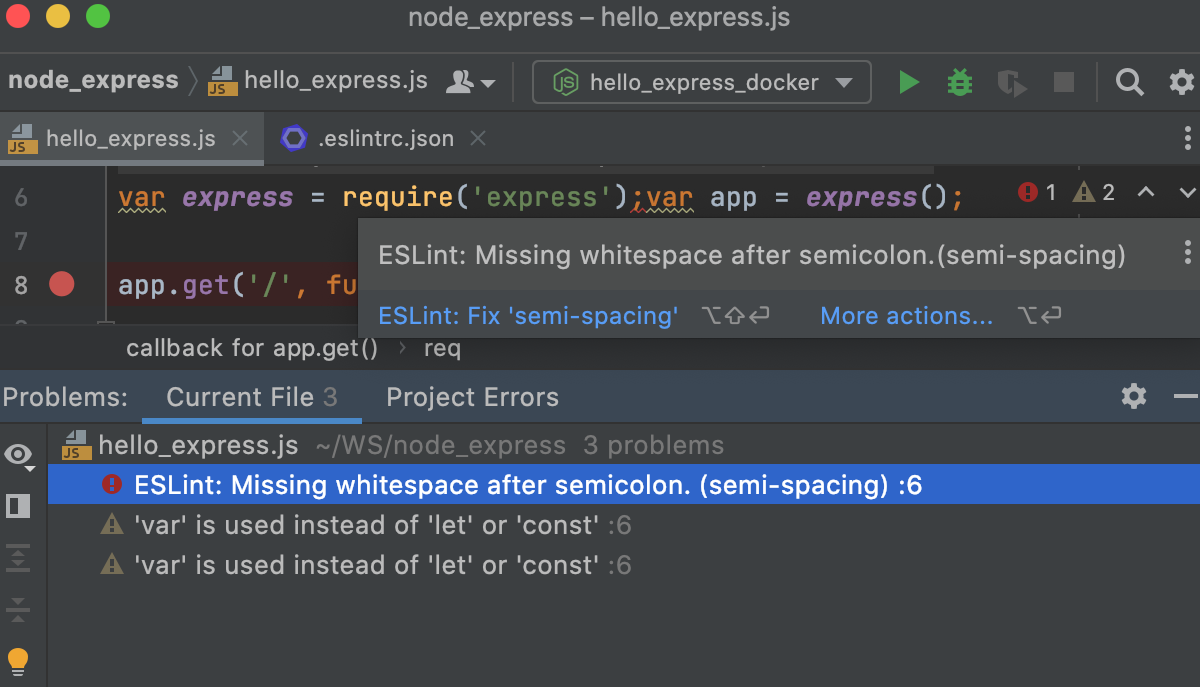 node_express – hello_express.js
node_express hello_express.js hello_express_docker
hello_express.js .eslintrc.json
6 var express = require('express');var app = express(); 1 2
7
ESLint: Missing whitespace after semicolon.(semi-spacing)
8 app.get('/', fu
ESLint: Fix 'semi-spacing' ⌥⇧⏎ More actions... ⌥⏎
callback for app.get() › req
Problems: Current File 3 Project Errors
hello_express.js ~/WS/node_express 3 problems
ESLint: Missing whitespace after semicolon. (semi-spacing) :6
'var' is used instead of 'let' or 'const' :6
'var' is used instead of 'let' or 'const' :6